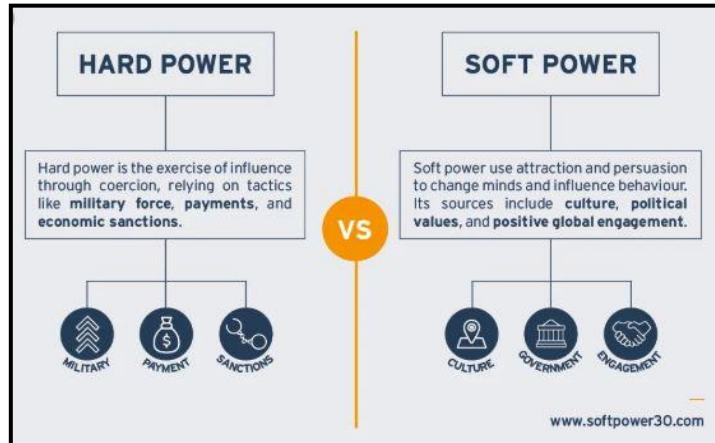 HARD POWER
Hard power is the exercise of influence
through coercion, relying on tactics
like military force, payments, and
economic sanctions.
MILITARY
PAYMENT
$
SANCTIONS
VS
SOFT POWER
Soft power use attraction and persuasion
to change minds and influence behaviour.
Its sources include culture, political
values, and positive global engagement.
CULTURE
GOVERNMENT
ENGAGEMENT
www.softpower30.com